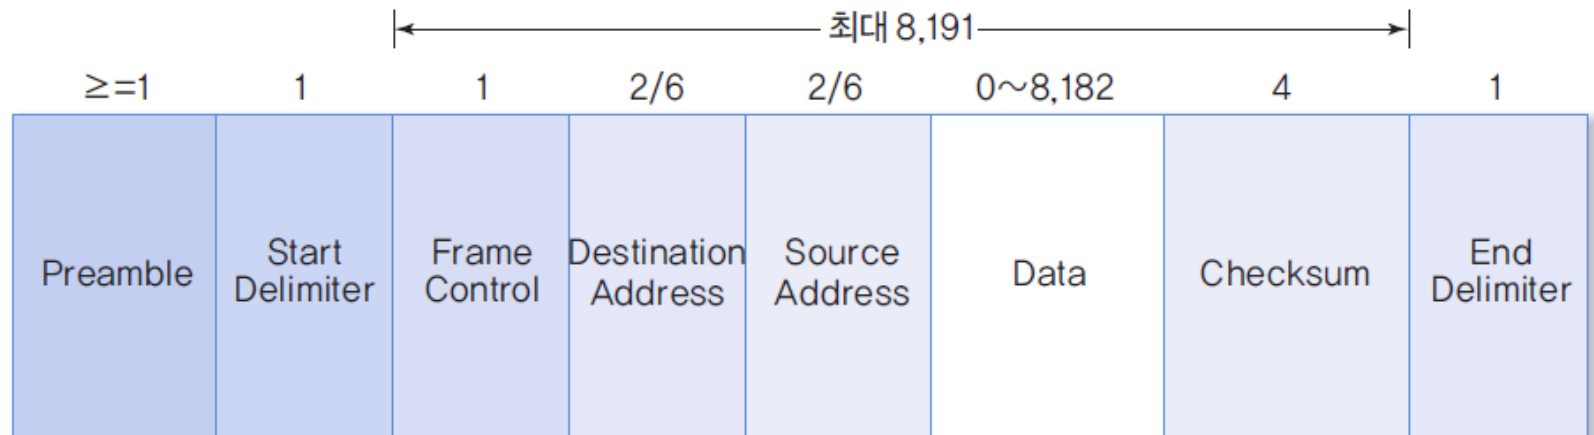 최대 8,191
≥=1 1 1 2/6 2/6 0~8,182 4 1
Preamble
Start
Delimiter
Frame
Control
Destination
Address
Source
Address
Data
Checksum
End
Delimiter